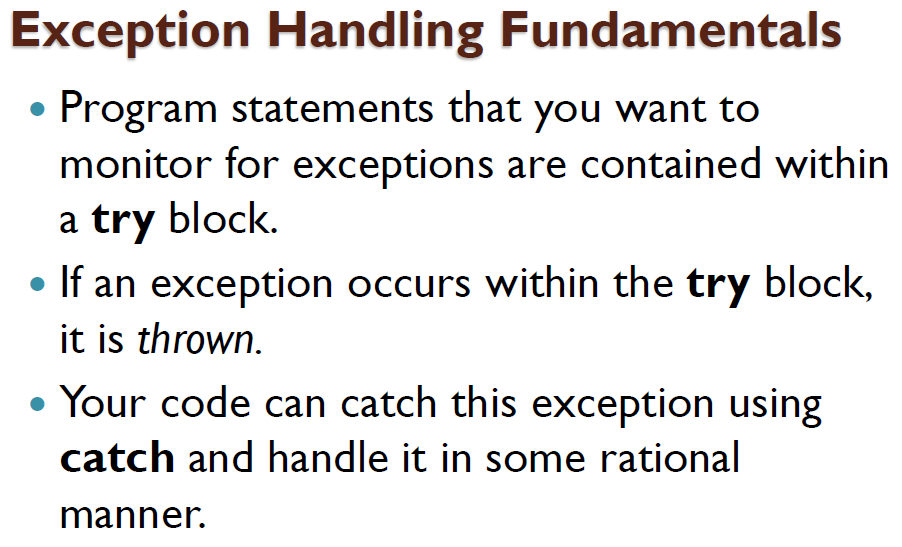 Exception Handling Fundamentals
• Program statements that you want to
monitor for exceptions are contained within
a try block.
• If an exception occurs within the try block,
it is thrown.
• Your code can catch this exception using
catch and handle it in some rational
manner.